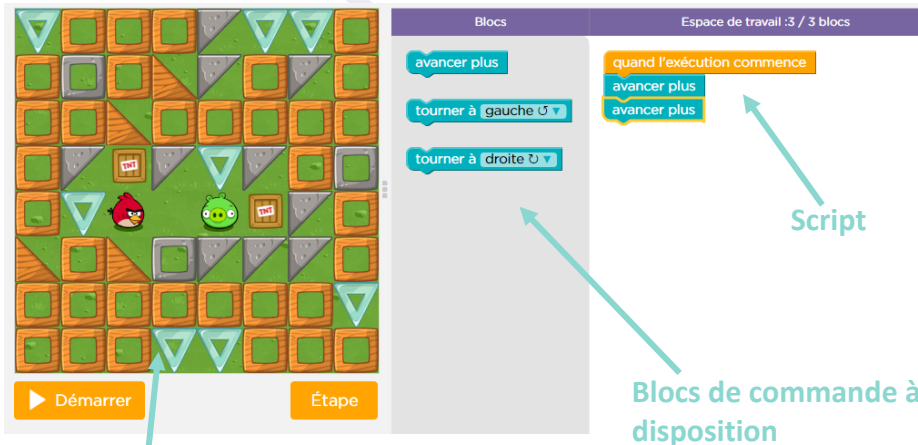 Blocs
Espace de travail :3 / 3 blocs
avancer plus
quand l'exécution commence
avancer plus
avancer plus
tourner à gauche ↺ ▼
tourner à droite ↻ ▼
TNT
TNT
Script
Démarrer
Étape
Blocs de commande à
disposition